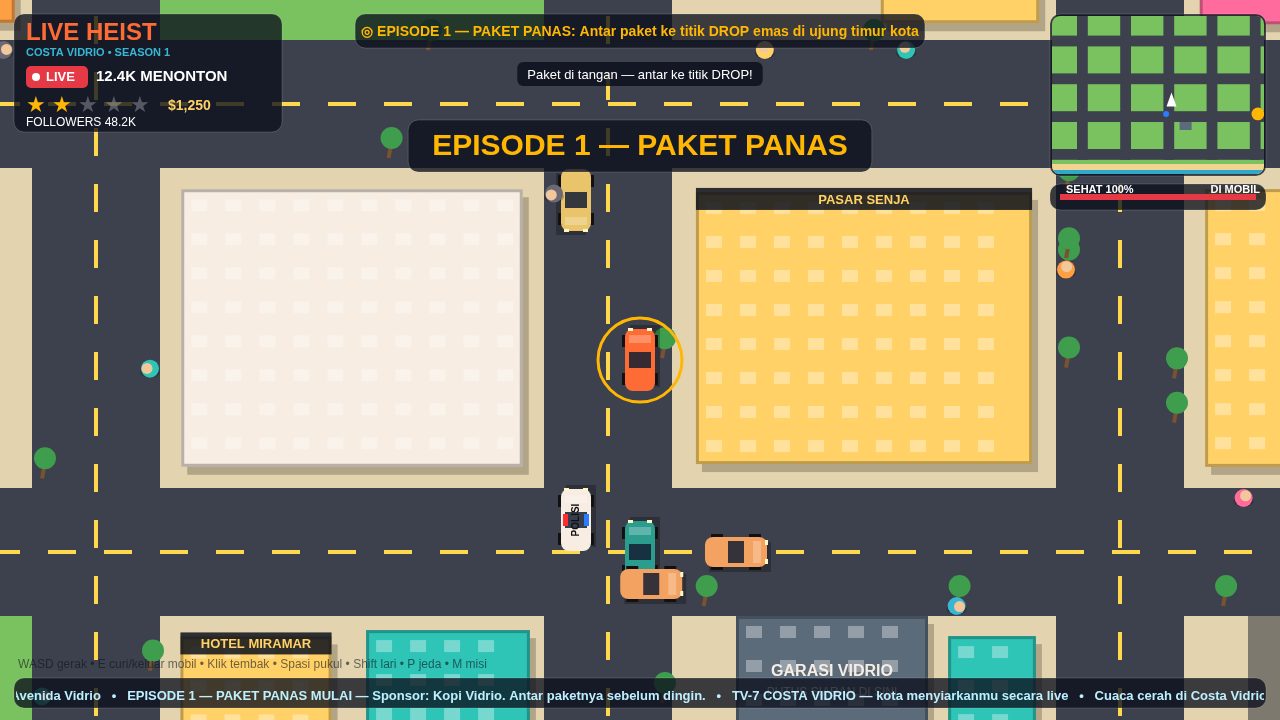 LIVE HEIST
COSTA VIDRIO • SEASON 1
LIVE
12.4K MENONTON
★ ★ ★ ★ ★
$1,250
FOLLOWERS 48.2K
◎ EPISODE 1 — PAKET PANAS: Antar paket ke titik DROP emas di ujung timur kota
Paket di tangan — antar ke titik DROP!
EPISODE 1 — PAKET PANAS
SEHAT 100%
DI MOBIL
PASAR SENJA
POLISI
HOTEL MIRAMAR
GARASI VIDRIO
WASD gerak • E curi/keluar mobil • Klik tembak • Spasi pukul • Shift lari • P jeda • M misi
venida Vidrio • EPISODE 1 — PAKET PANAS MULAI — Sponsor: Kopi Vidrio. Antar paketnya sebelum dingin. • TV-7 COSTA VIDRIO — kota menyiarkanmu secara live • Cuaca cerah di Costa Vidrio